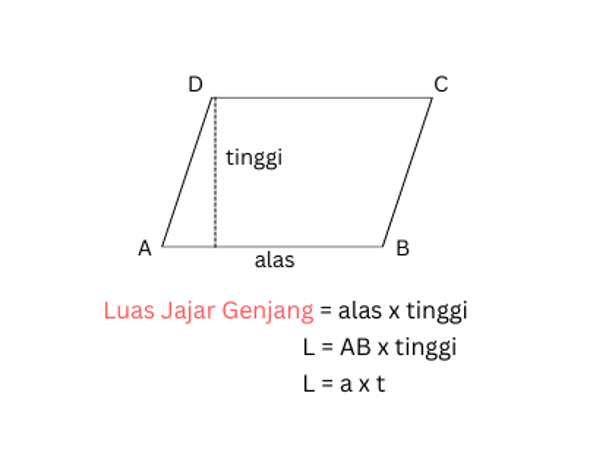 D C
tinggi
A B
alas
Luas Jajar Genjang = alas x tinggi
L = AB x tinggi
L = a x t